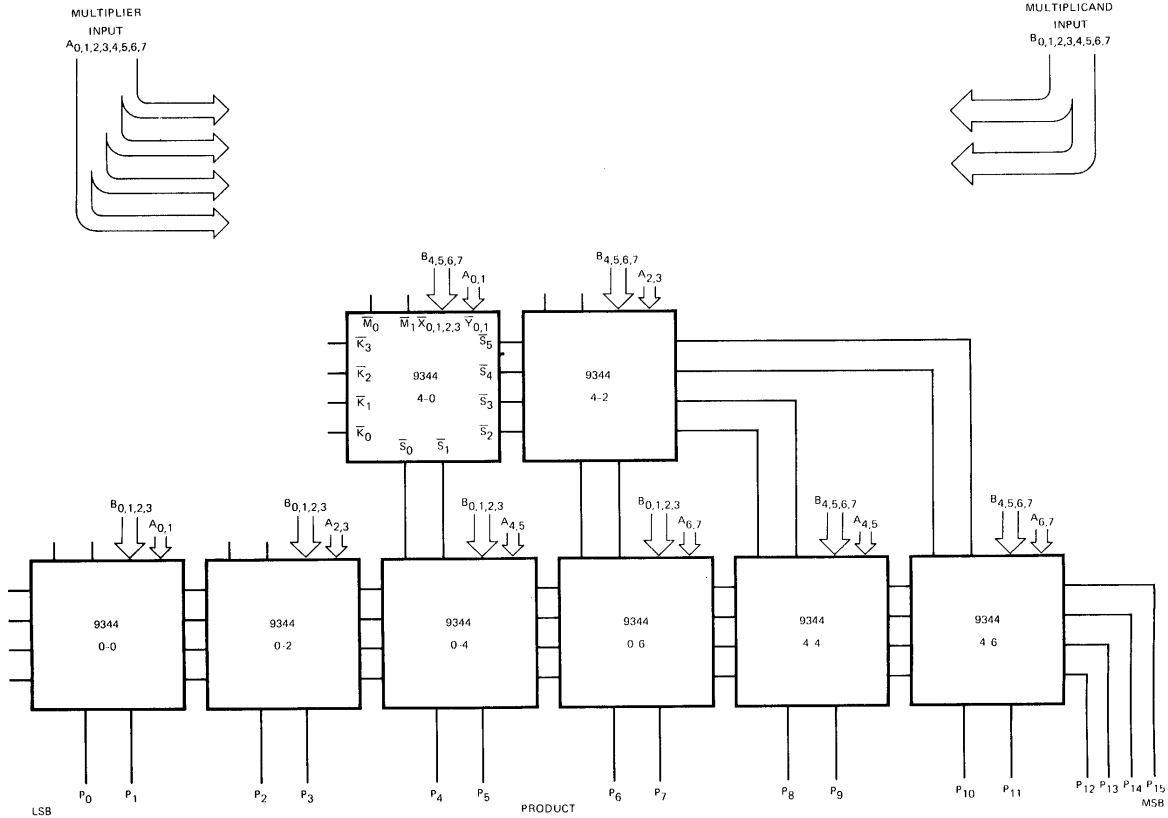 MULTIPLIER
INPUT
A0,1,2,3,4,5,6,7
MULTIPLICAND
INPUT
B0,1,2,3,4,5,6,7
B4,5,6,7
A0,1
B4,5,6,7
A2,3
M̅0 M̅1 X̅0,1,2,3 Y̅0,1
K̅3 S̅5
K̅2 9344 S̅4
4-0
K̅1 S̅3
K̅0 S̅2
S̅0 S̅1
9344
4-2
B0,1,2,3
A0,1
B0,1,2,3
A2,3
B0,1,2,3
A4,5
B0,1,2,3
A6,7
B4,5,6,7
A4,5
B4,5,6,7
A6,7
9344
0-0
9344
0-2
9344
0-4
9344
0 6
9344
4 4
9344
4 6
P0 P1 P2 P3 P4 P5 P6 P7 P8 P9 P10 P11 P12 P13 P14 P15
LSB PRODUCT MSB